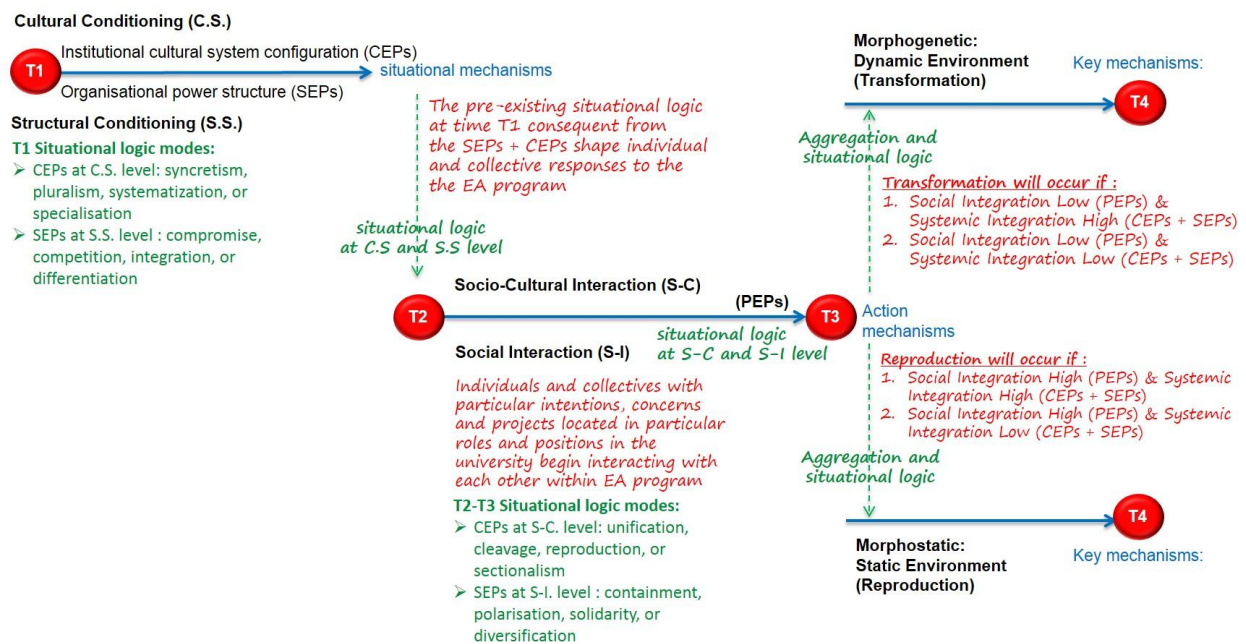 Cultural Conditioning (C.S.)
Institutional cultural system configuration (CEPs)
T1
situational mechanisms
Organisational power structure (SEPs)
Structural Conditioning (S.S.)
T1 Situational logic modes:
➢ CEPs at C.S. level: syncretism,
pluralism, systematization, or
specialisation
➢ SEPs at S.S. level : compromise,
competition, integration, or
differentiation
The pre-existing situational logic
at time T1 consequent from
the SEPs + CEPs shape individual
and collective responses to the
the EA program
situational logic
at C.S and S.S level
Socio-Cultural Interaction (S-C)
(PEPs)
T2
T3
Social Interaction (S-I)
situational logic
at S-C and S-I level
Individuals and collectives with
particular intentions, concerns
and projects located in particular
roles and positions in the
university begin interacting with
each other within EA program
T2-T3 Situational logic modes:
➢ CEPs at S-C. level: unification,
cleavage, reproduction, or
sectionalism
➢ SEPs at S-I. level : containment,
polarisation, solidarity, or
diversification
Morphogenetic:
Dynamic Environment
(Transformation)
Key mechanisms:
T4
Aggregation and
situational logic
Transformation will occur if :
1. Social Integration Low (PEPs) &
Systemic Integration High (CEPs + SEPs)
2. Social Integration Low (PEPs) &
Systemic Integration Low (CEPs + SEPs)
Action
mechanisms
Reproduction will occur if :
1. Social Integration High (PEPs) & Systemic
Integration High (CEPs + SEPs)
2. Social Integration High (PEPs) & Systemic
Integration Low (CEPs + SEPs)
Aggregation and
situational logic
T4
Morphostatic:
Static Environment
(Reproduction)
Key mechanisms: